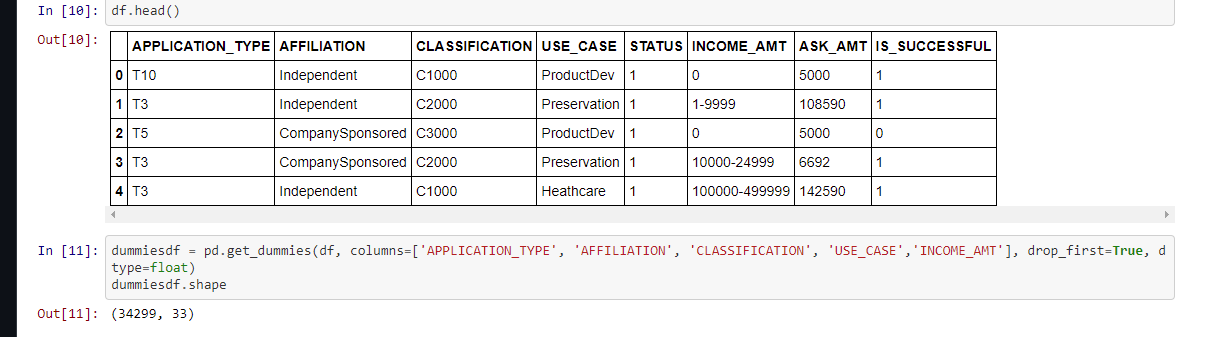 In [10]: df.head()
Out[10]:
APPLICATION_TYPE AFFILIATION CLASSIFICATION USE_CASE STATUS INCOME_AMT ASK_AMT IS_SUCCESSFUL
0 T10 Independent C1000 ProductDev 1 0 5000 1
1 T3 Independent C2000 Preservation 1 1-9999 108590 1
2 T5 CompanySponsored C3000 ProductDev 1 0 5000 0
3 T3 CompanySponsored C2000 Preservation 1 10000-24999 6692 1
4 T3 Independent C1000 Heathcare 1 100000-499999 142590 1
In [11]: dummiesdf = pd.get_dummies(df, columns=['APPLICATION_TYPE', 'AFFILIATION', 'CLASSIFICATION', 'USE_CASE','INCOME_AMT'], drop_first=True, d
type=float)
dummiesdf.shape
Out[11]: (34299, 33)